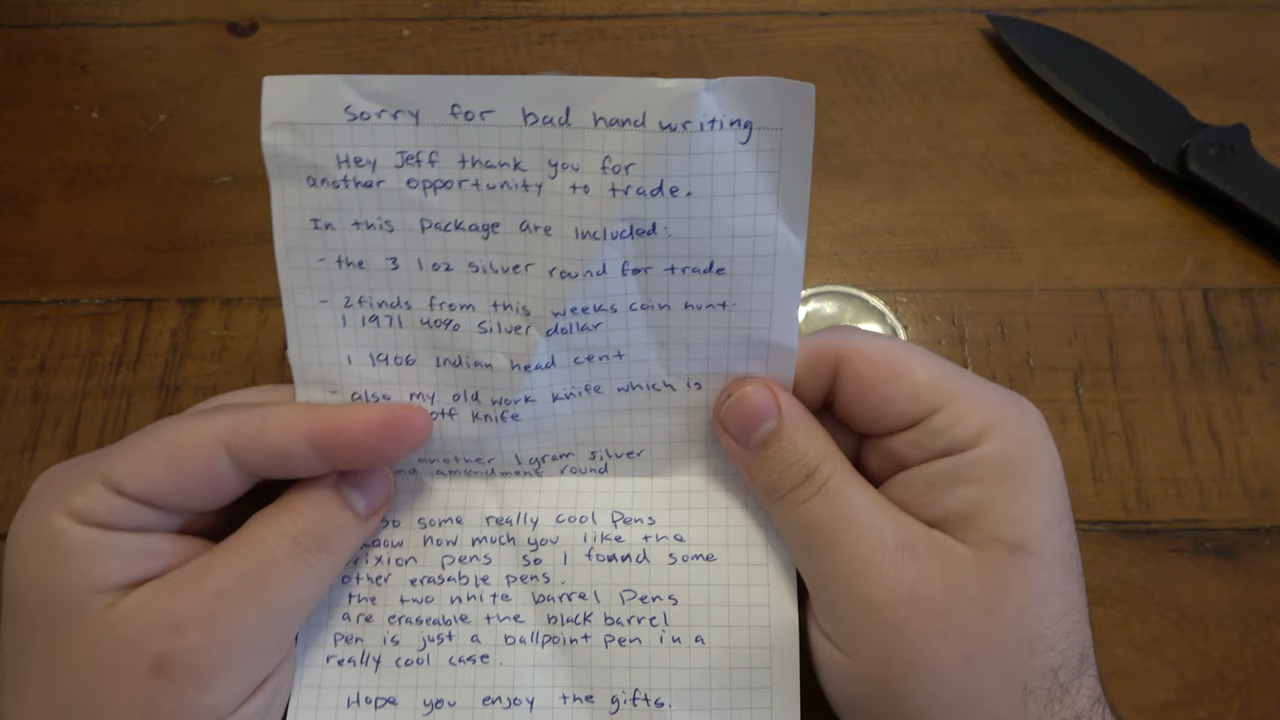 Sorry for bad hand writing
Hey Jeff thank you for
another opportunity to trade.
In this package are included:
- the 3 1 oz silver round for trade
- 2 finds from this weeks coin hunt
1 1971 40% silver dollar
1 1906 Indian head cent
- also my old work knife which is
knife
another 1 gram silver
amendment round
some really cool pens
how much you like the
pens so I found some
other erasable pens.
the two white barrel pens
are eraseable the black barrel
pen is just a ballpoint pen in a
really cool case.
Hope you enjoy the gifts.